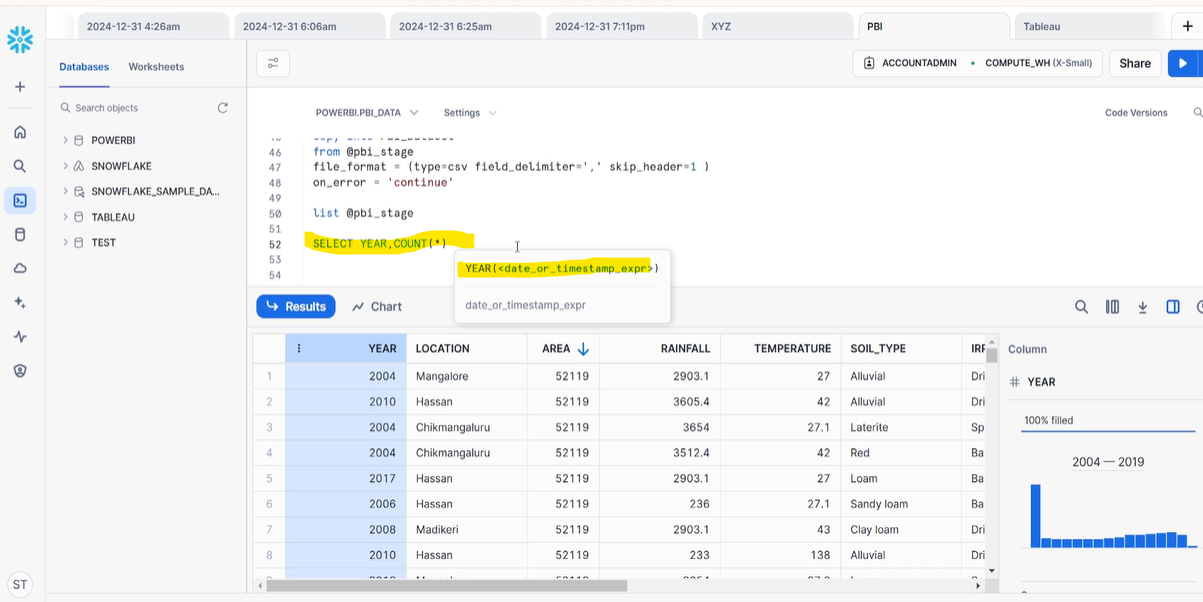 2024-12-31 4:26am
2024-12-31 6:06am
2024-12-31 6:25am
2024-12-31 7:11pm
XYZ
PBI
Tableau
Databases
Worksheets
ACCOUNTADMIN
COMPUTE_WH (X-Small)
Share
Search objects
POWERBI
SNOWFLAKE
SNOWFLAKE_SAMPLE_DA...
TABLEAU
TEST
POWERBI.PBI_DATA
Settings
Code Versions
46 from @pbi_stage
47 file_format = (type=csv field_delimiter=',' skip_header=1 )
48 on_error = 'continue'
49
50 list @pbi_stage
51
52 SELECT YEAR,COUNT(*)
53
54
YEAR(<date_or_timestamp_expr>)
date_or_timestamp_expr
Results
Chart
YEAR LOCATION AREA RAINFALL TEMPERATURE SOIL_TYPE IRR
1 2004 Mangalore 52119 2903.1 27 Alluvial Dri
2 2010 Hassan 52119 3605.4 42 Alluvial Dri
3 2004 Chikmangaluru 52119 3654 27.1 Laterite Sp
4 2004 Chikmangaluru 52119 3512.4 42 Red Ba
5 2017 Hassan 52119 2903.1 27 Loam Ba
6 2006 Hassan 52119 236 27.1 Sandy loam Ba
7 2008 Madikeri 52119 2903.1 43 Clay loam Dri
8 2010 Hassan 52119 233 138 Alluvial Dri
Column
YEAR
100% filled
2004 — 2019
ST